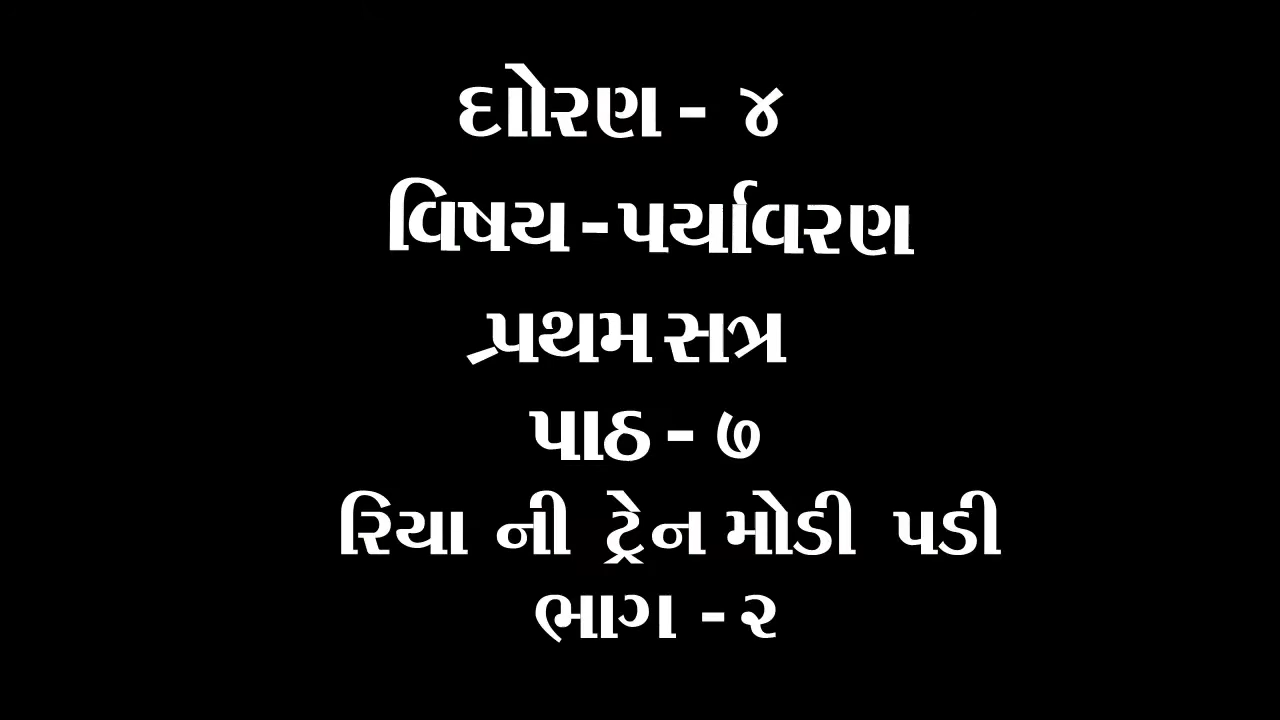 ધોરણ - ૪
વિષય - પર્યાવરણ
પ્રથમ સત્ર
પાઠ - ૭
રિયા ની ટ્રેન મોડી પડી
ભાગ - ૨